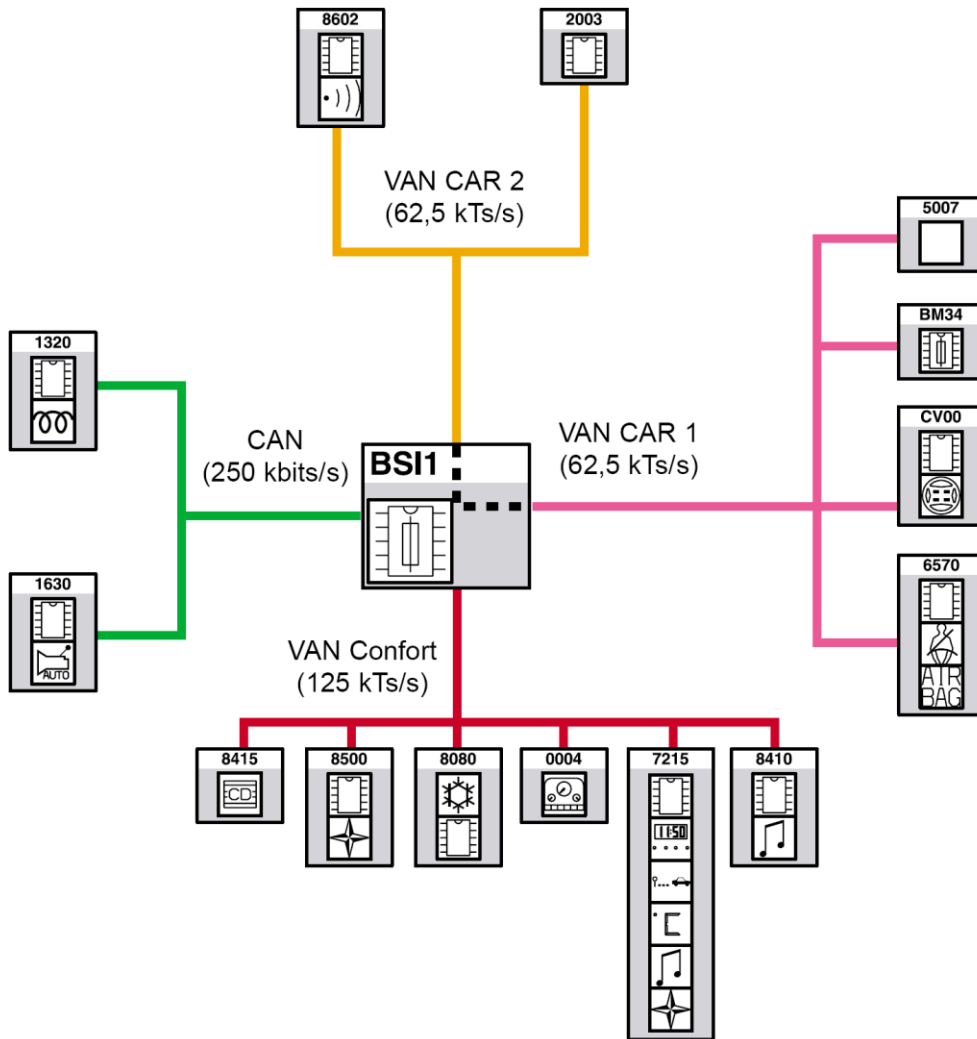 8602
2003
VAN CAR 2
(62,5 kTs/s)
5007
BM34
1320
CAN
(250 kbits/s)
BSI1
VAN CAR 1
(62,5 kTs/s)
CV00
6570
AIR
BAG
1630
AUTO
VAN Confort
(125 kTs/s)
8415
CD
8500
8080
0004
7215
11:50
°C
8410